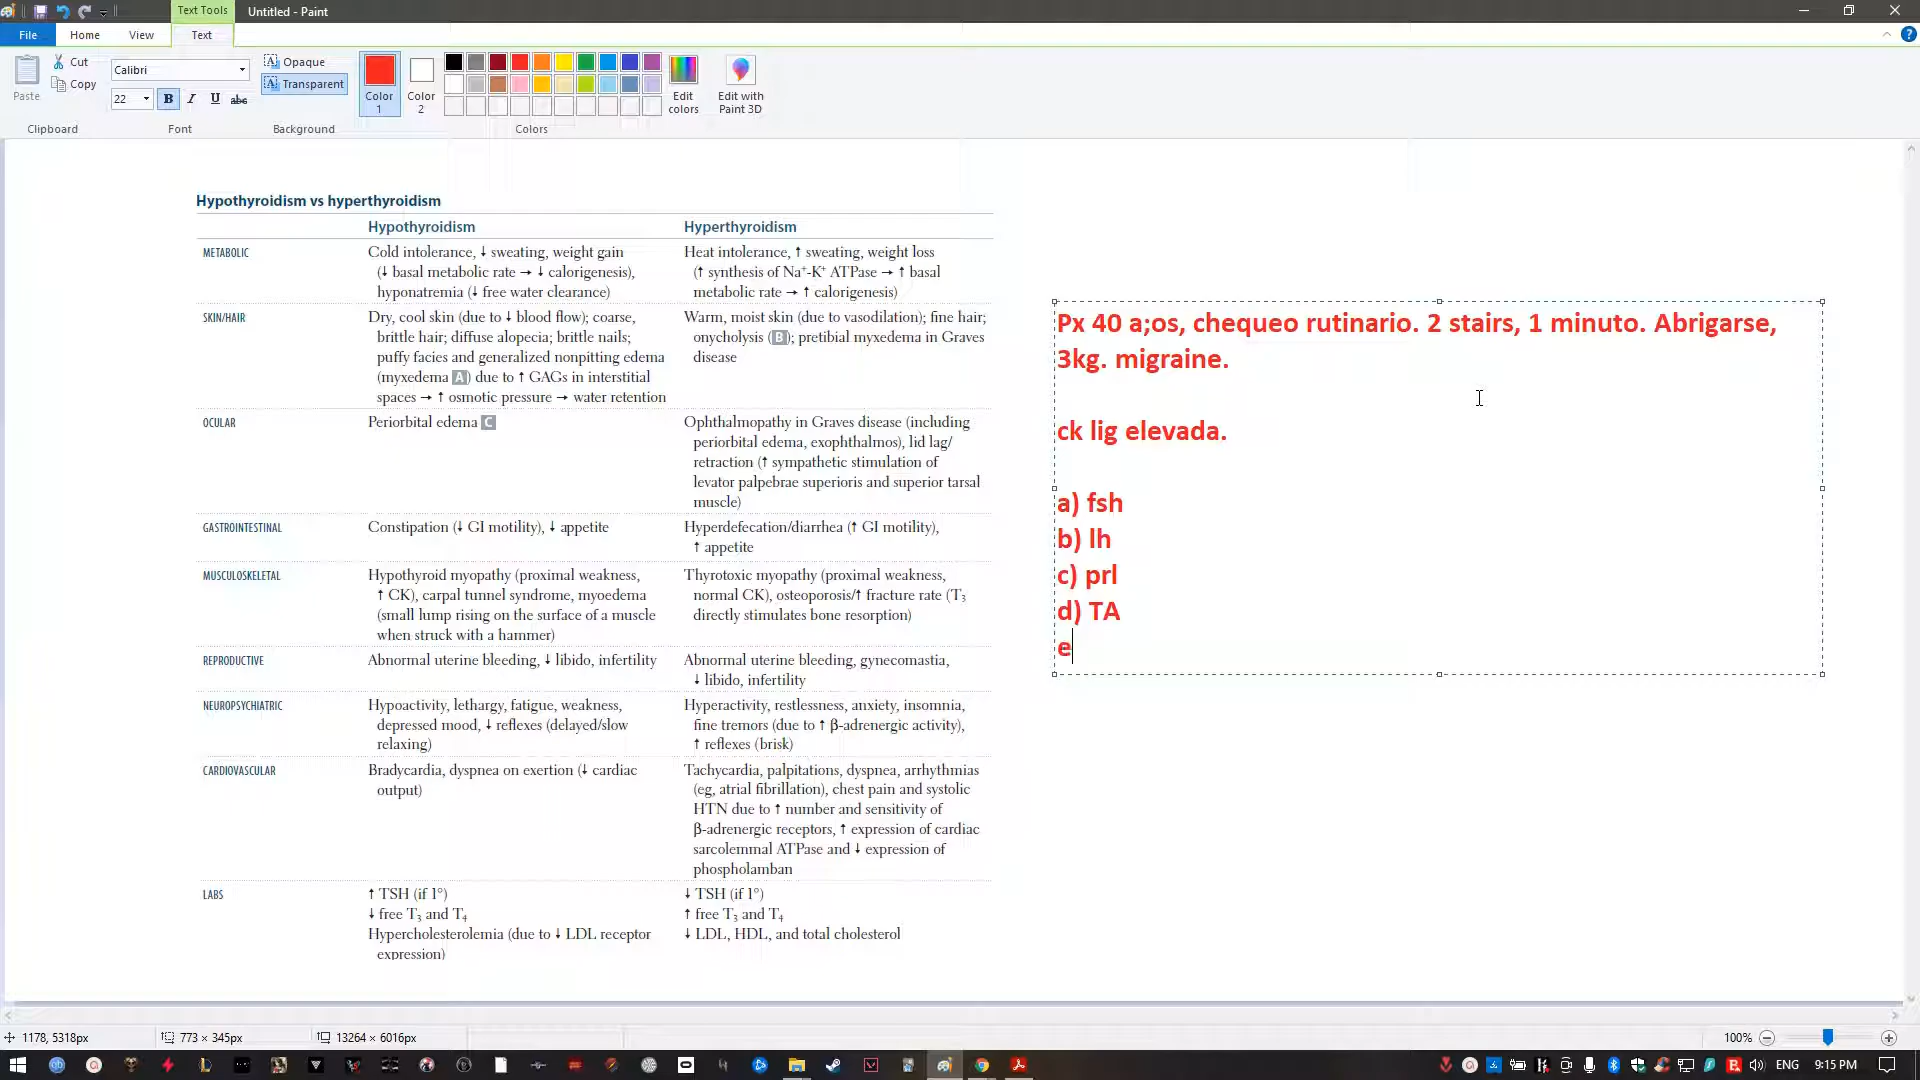 Text Tools
Untitled - Paint
File
Home
View
Text
Paste
Cut
Copy
Calibri
22
B
I
U
abc
Opaque
Transparent
Color 1
Color 2
Edit colors
Edit with Paint 3D
Clipboard
Font
Background
Colors
Hypothyroidism vs hyperthyroidism
Hypothyroidism
Hyperthyroidism
METABOLIC
Cold intolerance, ↓ sweating, weight gain
(↓ basal metabolic rate → ↓ calorigenesis),
hyponatremia (↓ free water clearance)
Heat intolerance, ↑ sweating, weight loss
(↑ synthesis of Na⁺-K⁺ ATPase → ↑ basal
metabolic rate → ↑ calorigenesis)
SKIN/HAIR
Dry, cool skin (due to ↓ blood flow); coarse,
brittle hair; diffuse alopecia; brittle nails;
puffy facies and generalized nonpitting edema
(myxedema A) due to ↑ GAGs in interstitial
spaces → ↑ osmotic pressure → water retention
Warm, moist skin (due to vasodilation); fine hair;
onycholysis (B); pretibial myxedema in Graves
disease
OCULAR
Periorbital edema C
Ophthalmopathy in Graves disease (including
periorbital edema, exophthalmos), lid lag/
retraction (↑ sympathetic stimulation of
levator palpebrae superioris and superior tarsal
muscle)
GASTROINTESTINAL
Constipation (↓ GI motility), ↓ appetite
Hyperdefecation/diarrhea (↑ GI motility),
↑ appetite
MUSCULOSKELETAL
Hypothyroid myopathy (proximal weakness,
↑ CK), carpal tunnel syndrome, myoedema
(small lump rising on the surface of a muscle
when struck with a hammer)
Thyrotoxic myopathy (proximal weakness,
normal CK), osteoporosis/↑ fracture rate (T₃
directly stimulates bone resorption)
REPRODUCTIVE
Abnormal uterine bleeding, ↓ libido, infertility
Abnormal uterine bleeding, gynecomastia,
↓ libido, infertility
NEUROPSYCHIATRIC
Hypoactivity, lethargy, fatigue, weakness,
depressed mood, ↓ reflexes (delayed/slow
relaxing)
Hyperactivity, restlessness, anxiety, insomnia,
fine tremors (due to ↑ β-adrenergic activity),
↑ reflexes (brisk)
CARDIOVASCULAR
Bradycardia, dyspnea on exertion (↓ cardiac
output)
Tachycardia, palpitations, dyspnea, arrhythmias
(eg, atrial fibrillation), chest pain and systolic
HTN due to ↑ number and sensitivity of
β-adrenergic receptors, ↑ expression of cardiac
sarcolemmal ATPase and ↓ expression of
phospholamban
LABS
↑ TSH (if 1°)
↓ free T₃ and T₄
Hypercholesterolemia (due to ↓ LDL receptor
expression)
↓ TSH (if 1°)
↑ free T₃ and T₄
↓ LDL, HDL, and total cholesterol
Px 40 a;os, chequeo rutinario. 2 stairs, 1 minuto. Abrigarse,
3kg. migraine.
ck lig elevada.
a) fsh
b) lh
c) prl
d) TA
e
1178, 5318px
773 × 345px
13264 × 6016px
100%
ENG
9:15 PM